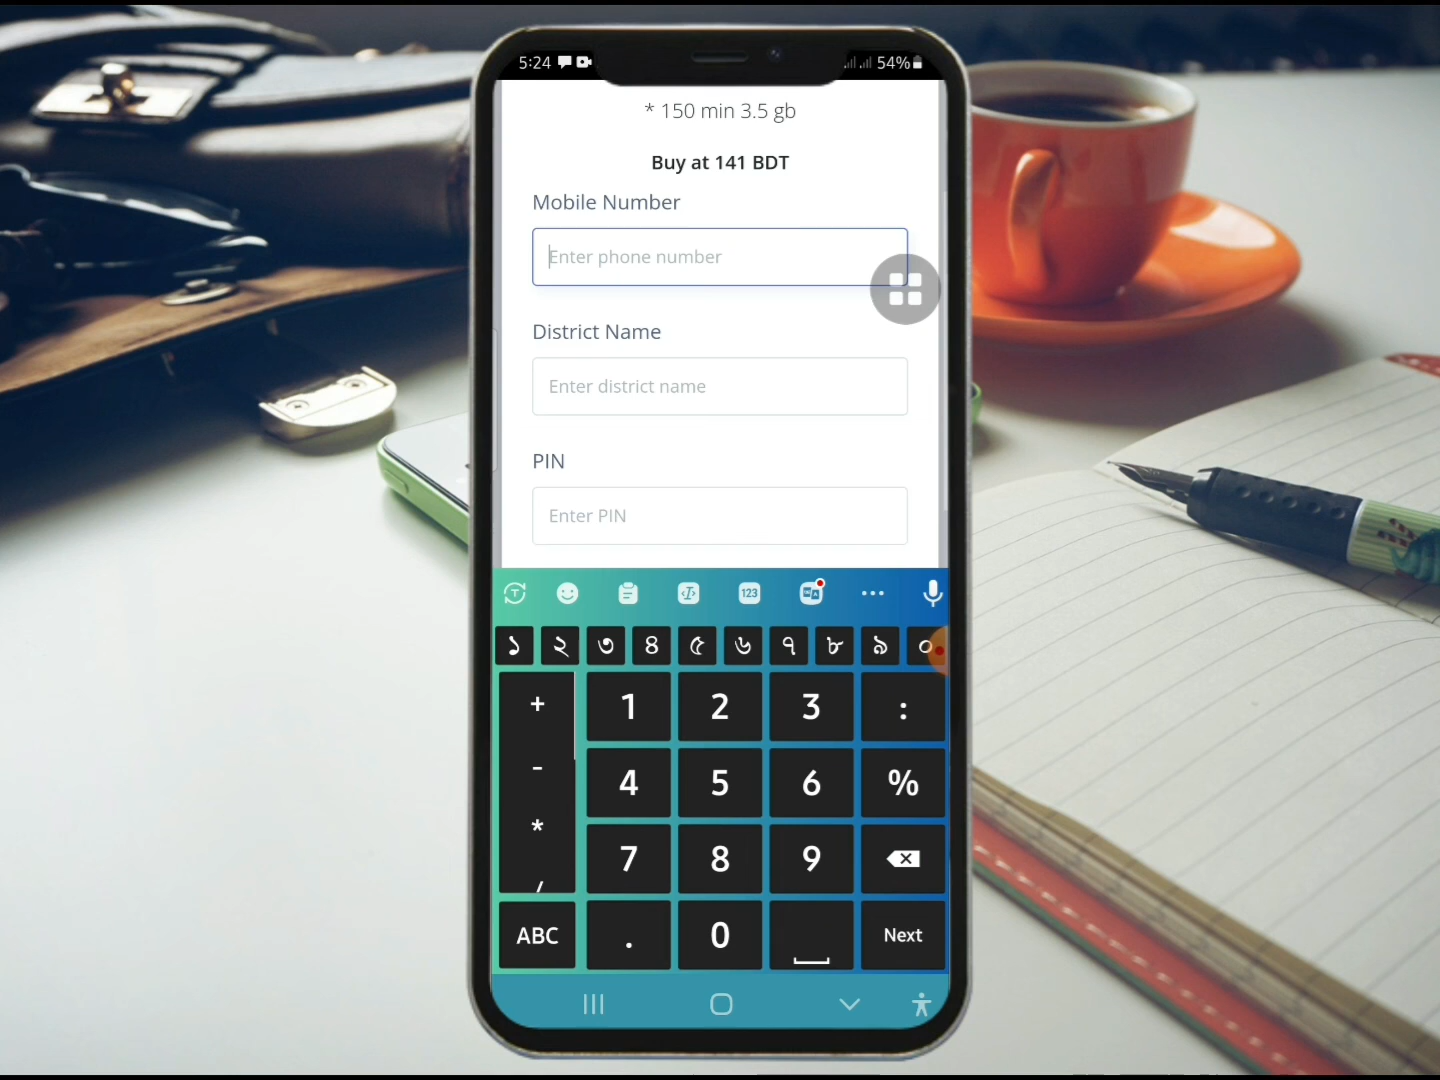 5:24 54%
* 150 min 3.5 gb
Buy at 141 BDT
Mobile Number
Enter phone number
District Name
Enter district name
PIN
Enter PIN
123
১ ২ ৩ ৪ ৫ ৬ ৭ ৮ ৯ ০
+ 1 2 3 :
- 4 5 6 %
* 7 8 9
/
ABC . 0 Next